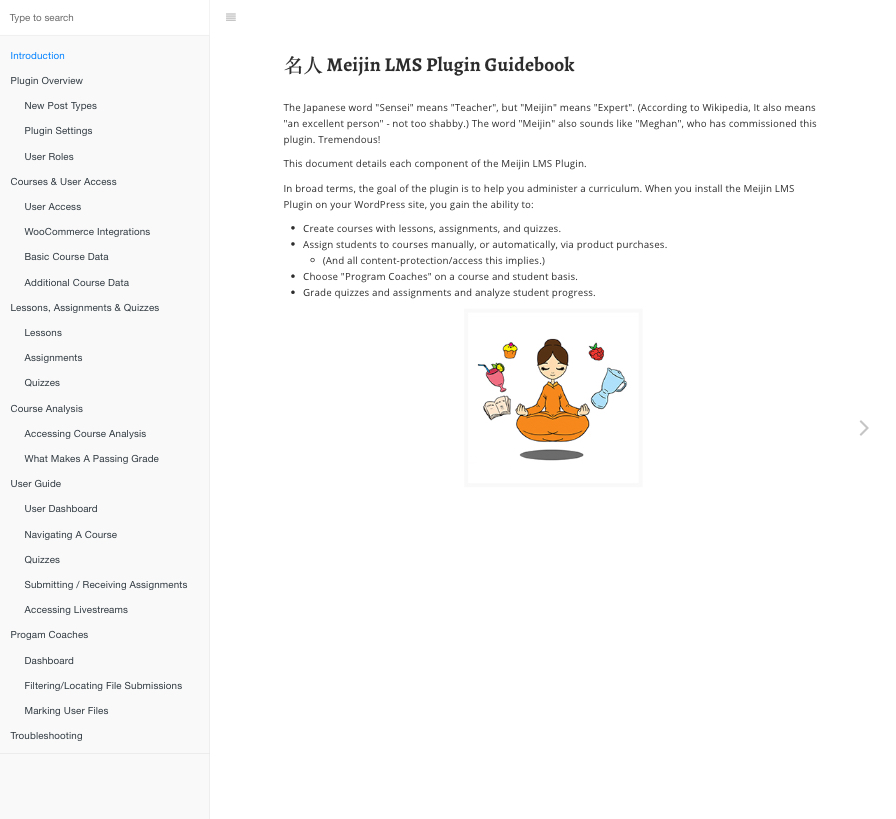 Type to search
Introduction
Plugin Overview
New Post Types
Plugin Settings
User Roles
Courses & User Access
User Access
WooCommerce Integrations
Basic Course Data
Additional Course Data
Lessons, Assignments & Quizzes
Lessons
Assignments
Quizzes
Course Analysis
Accessing Course Analysis
What Makes A Passing Grade
User Guide
User Dashboard
Navigating A Course
Quizzes
Submitting / Receiving Assignments
Accessing Livestreams
Progam Coaches
Dashboard
Filtering/Locating File Submissions
Marking User Files
Troubleshooting
名人 Meijin LMS Plugin Guidebook
The Japanese word "Sensei" means "Teacher", but "Meijin" means "Expert". (According to Wikipedia, It also means
"an excellent person" - not too shabby.) The word "Meijin" also sounds like "Meghan", who has commissioned this
plugin. Tremendous!
This document details each component of the Meijin LMS Plugin.
In broad terms, the goal of the plugin is to help you administer a curriculum. When you install the Meijin LMS
Plugin on your WordPress site, you gain the ability to:
Create courses with lessons, assignments, and quizzes.
Assign students to courses manually, or automatically, via product purchases.
(And all content-protection/access this implies.)
Choose "Program Coaches" on a course and student basis.
Grade quizzes and assignments and analyze student progress.